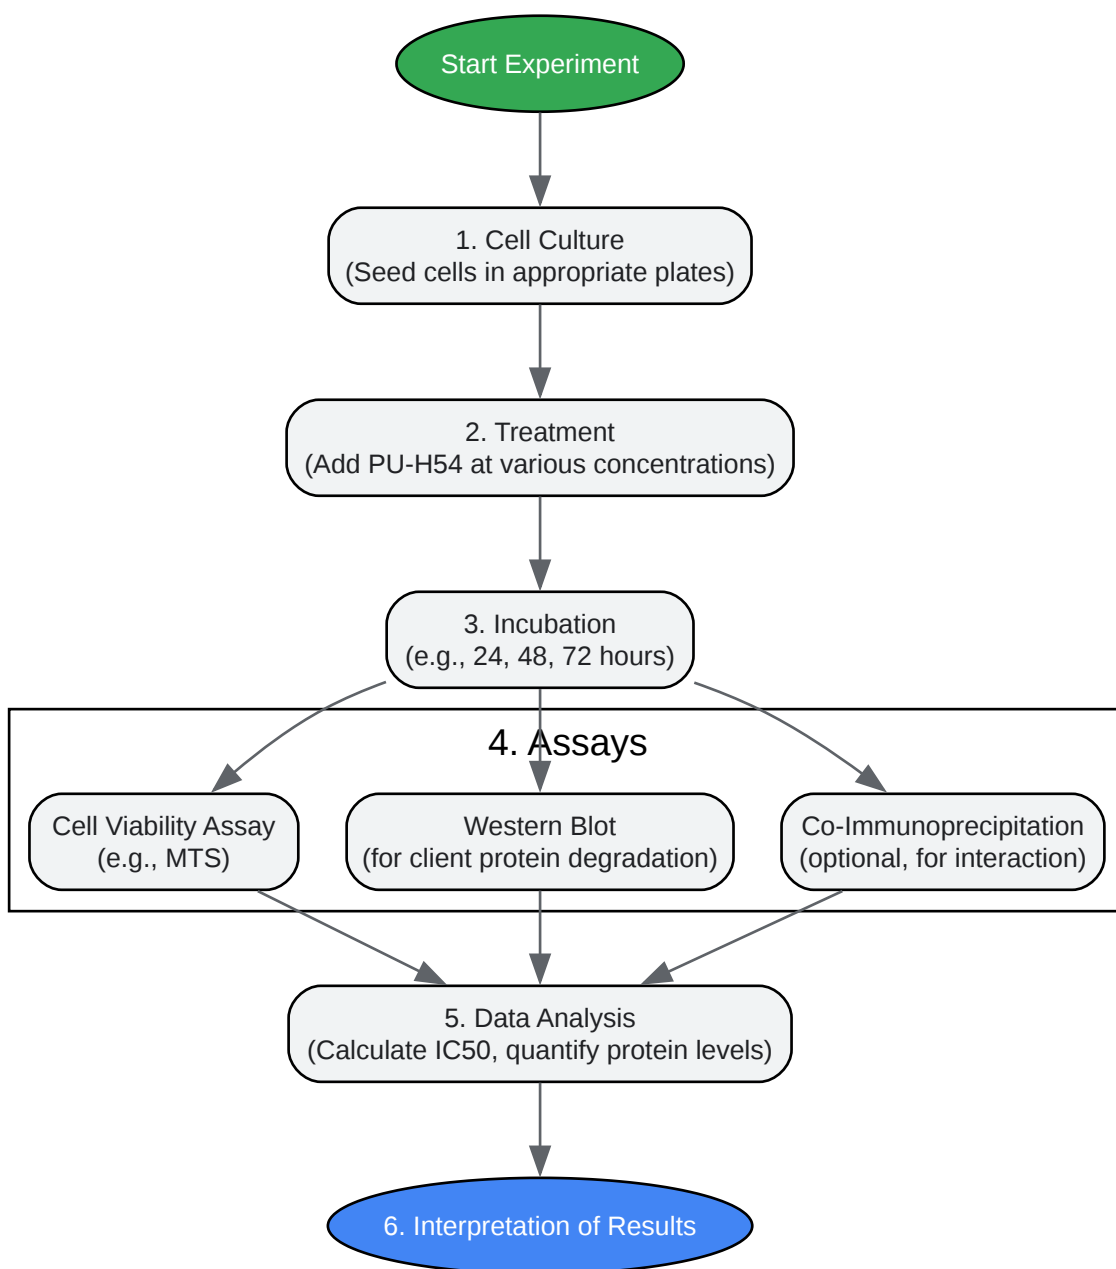 Start Experiment
1. Cell Culture
(Seed cells in appropriate plates)
2. Treatment
(Add PU-H54 at various concentrations)
3. Incubation
(e.g., 24, 48, 72 hours)
4. Assays
Cell Viability Assay
(e.g., MTS)
Western Blot
(for client protein degradation)
Co-Immunoprecipitation
(optional, for interaction)
5. Data Analysis
(Calculate IC50, quantify protein levels)
6. Interpretation of Results